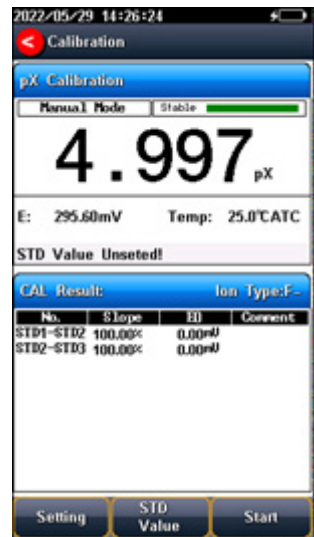 2022/05/29 14:26:24
Calibration
pX Calibration
Manual Mode Stable
4.997 pX
E: 295.60mV Temp: 25.0℃ATC
STD Value Unseted!
CAL Result: Ion Type:F-
No. Slope E0 Comment
STD1-STD2 100.00% 0.00mV
STD2-STD3 100.00% 0.00mV
Setting STD Value Start